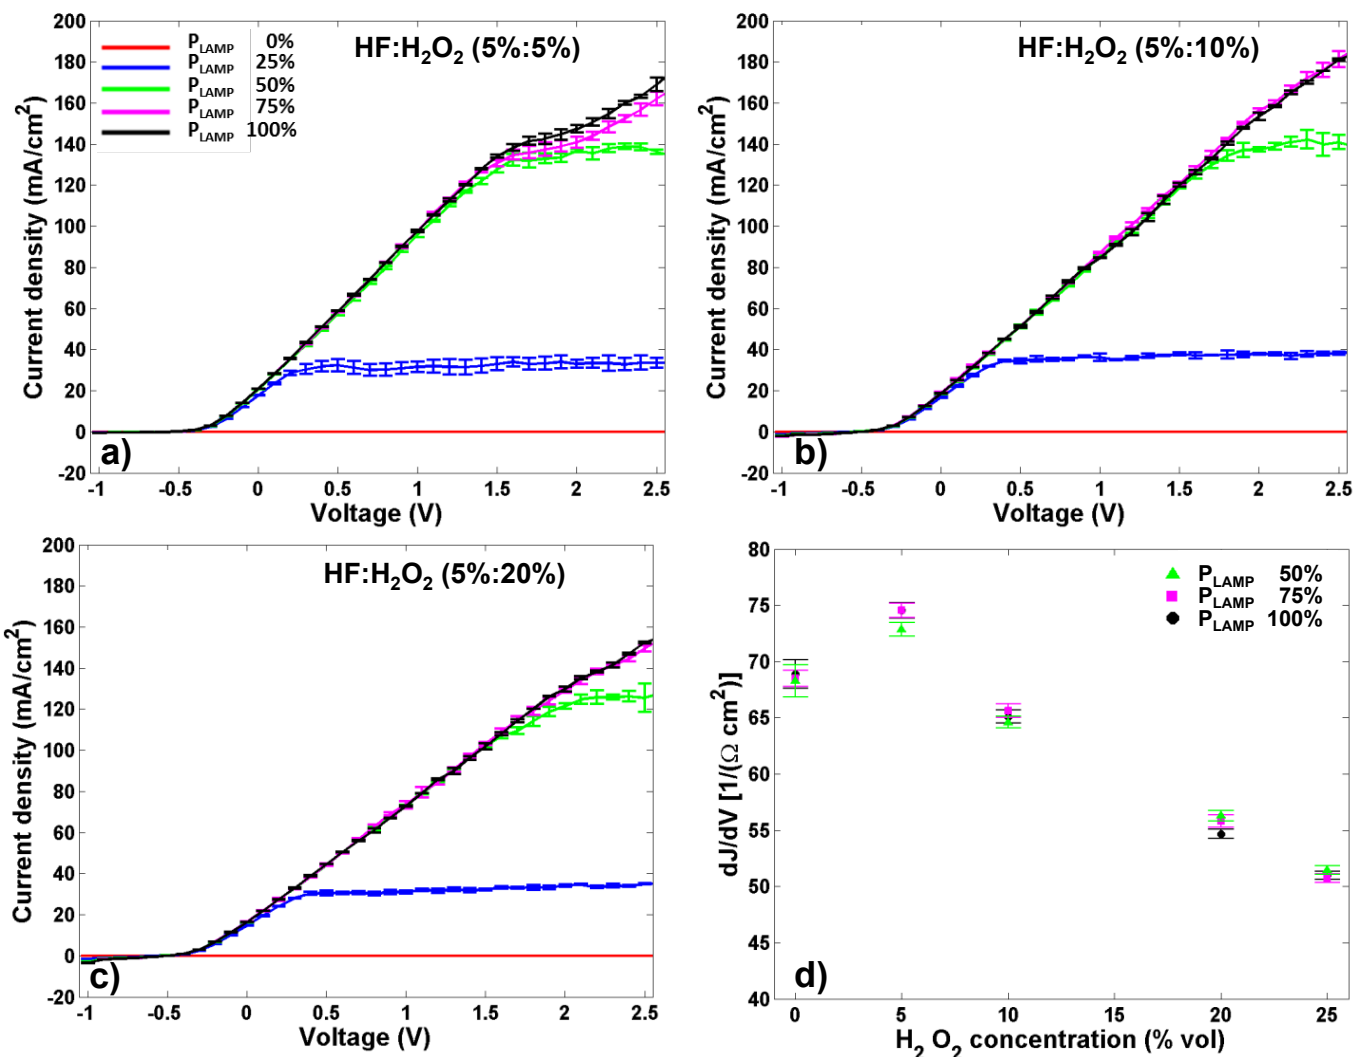 HF:H2O2 (5%:5%)
PLAMP 0%
PLAMP 25%
PLAMP 50%
PLAMP 75%
PLAMP 100%
Current density (mA/cm2)
200
180
160
140
120
100
80
60
40
20
0
-20
a)
-1 -0.5 0 0.5 1 1.5 2 2.5
Voltage (V)
HF:H2O2 (5%:10%)
Current density (mA/cm2)
200
180
160
140
120
100
80
60
40
20
0
-20
b)
-1 -0.5 0 0.5 1 1.5 2 2.5
Voltage (V)
HF:H2O2 (5%:20%)
Current density (mA/cm2)
200
180
160
140
120
100
80
60
40
20
0
-20
c)
-1 -0.5 0 0.5 1 1.5 2 2.5
Voltage (V)
PLAMP 50%
PLAMP 75%
PLAMP 100%
dJ/dV [1/(Ω cm2)]
80
75
70
65
60
55
50
45
40
d)
0 5 10 15 20 25
H2 O2 concentration (% vol)